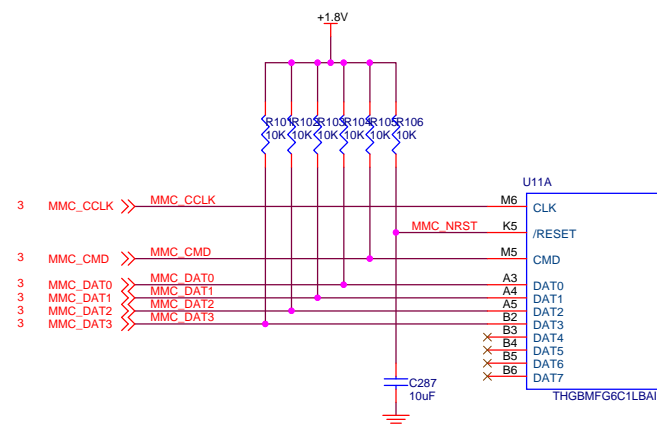 +1.8V
R101 R102 R103 R104 R105 R106
10K 10K 10K 10K 10K 10K
U11A
3 MMC_CCLK MMC_CCLK M6 CLK
MMC_NRST K5 /RESET
3 MMC_CMD MMC_CMD M5 CMD
3 MMC_DAT0 MMC_DAT0 A3 DAT0
3 MMC_DAT1 MMC_DAT1 A4 DAT1
3 MMC_DAT2 MMC_DAT2 A5 DAT2
3 MMC_DAT3 MMC_DAT3 B2 DAT3
B3 DAT4
B4 DAT5
B5 DAT6
B6 DAT7
C287
10uF
THGBMFG6C1LBAI